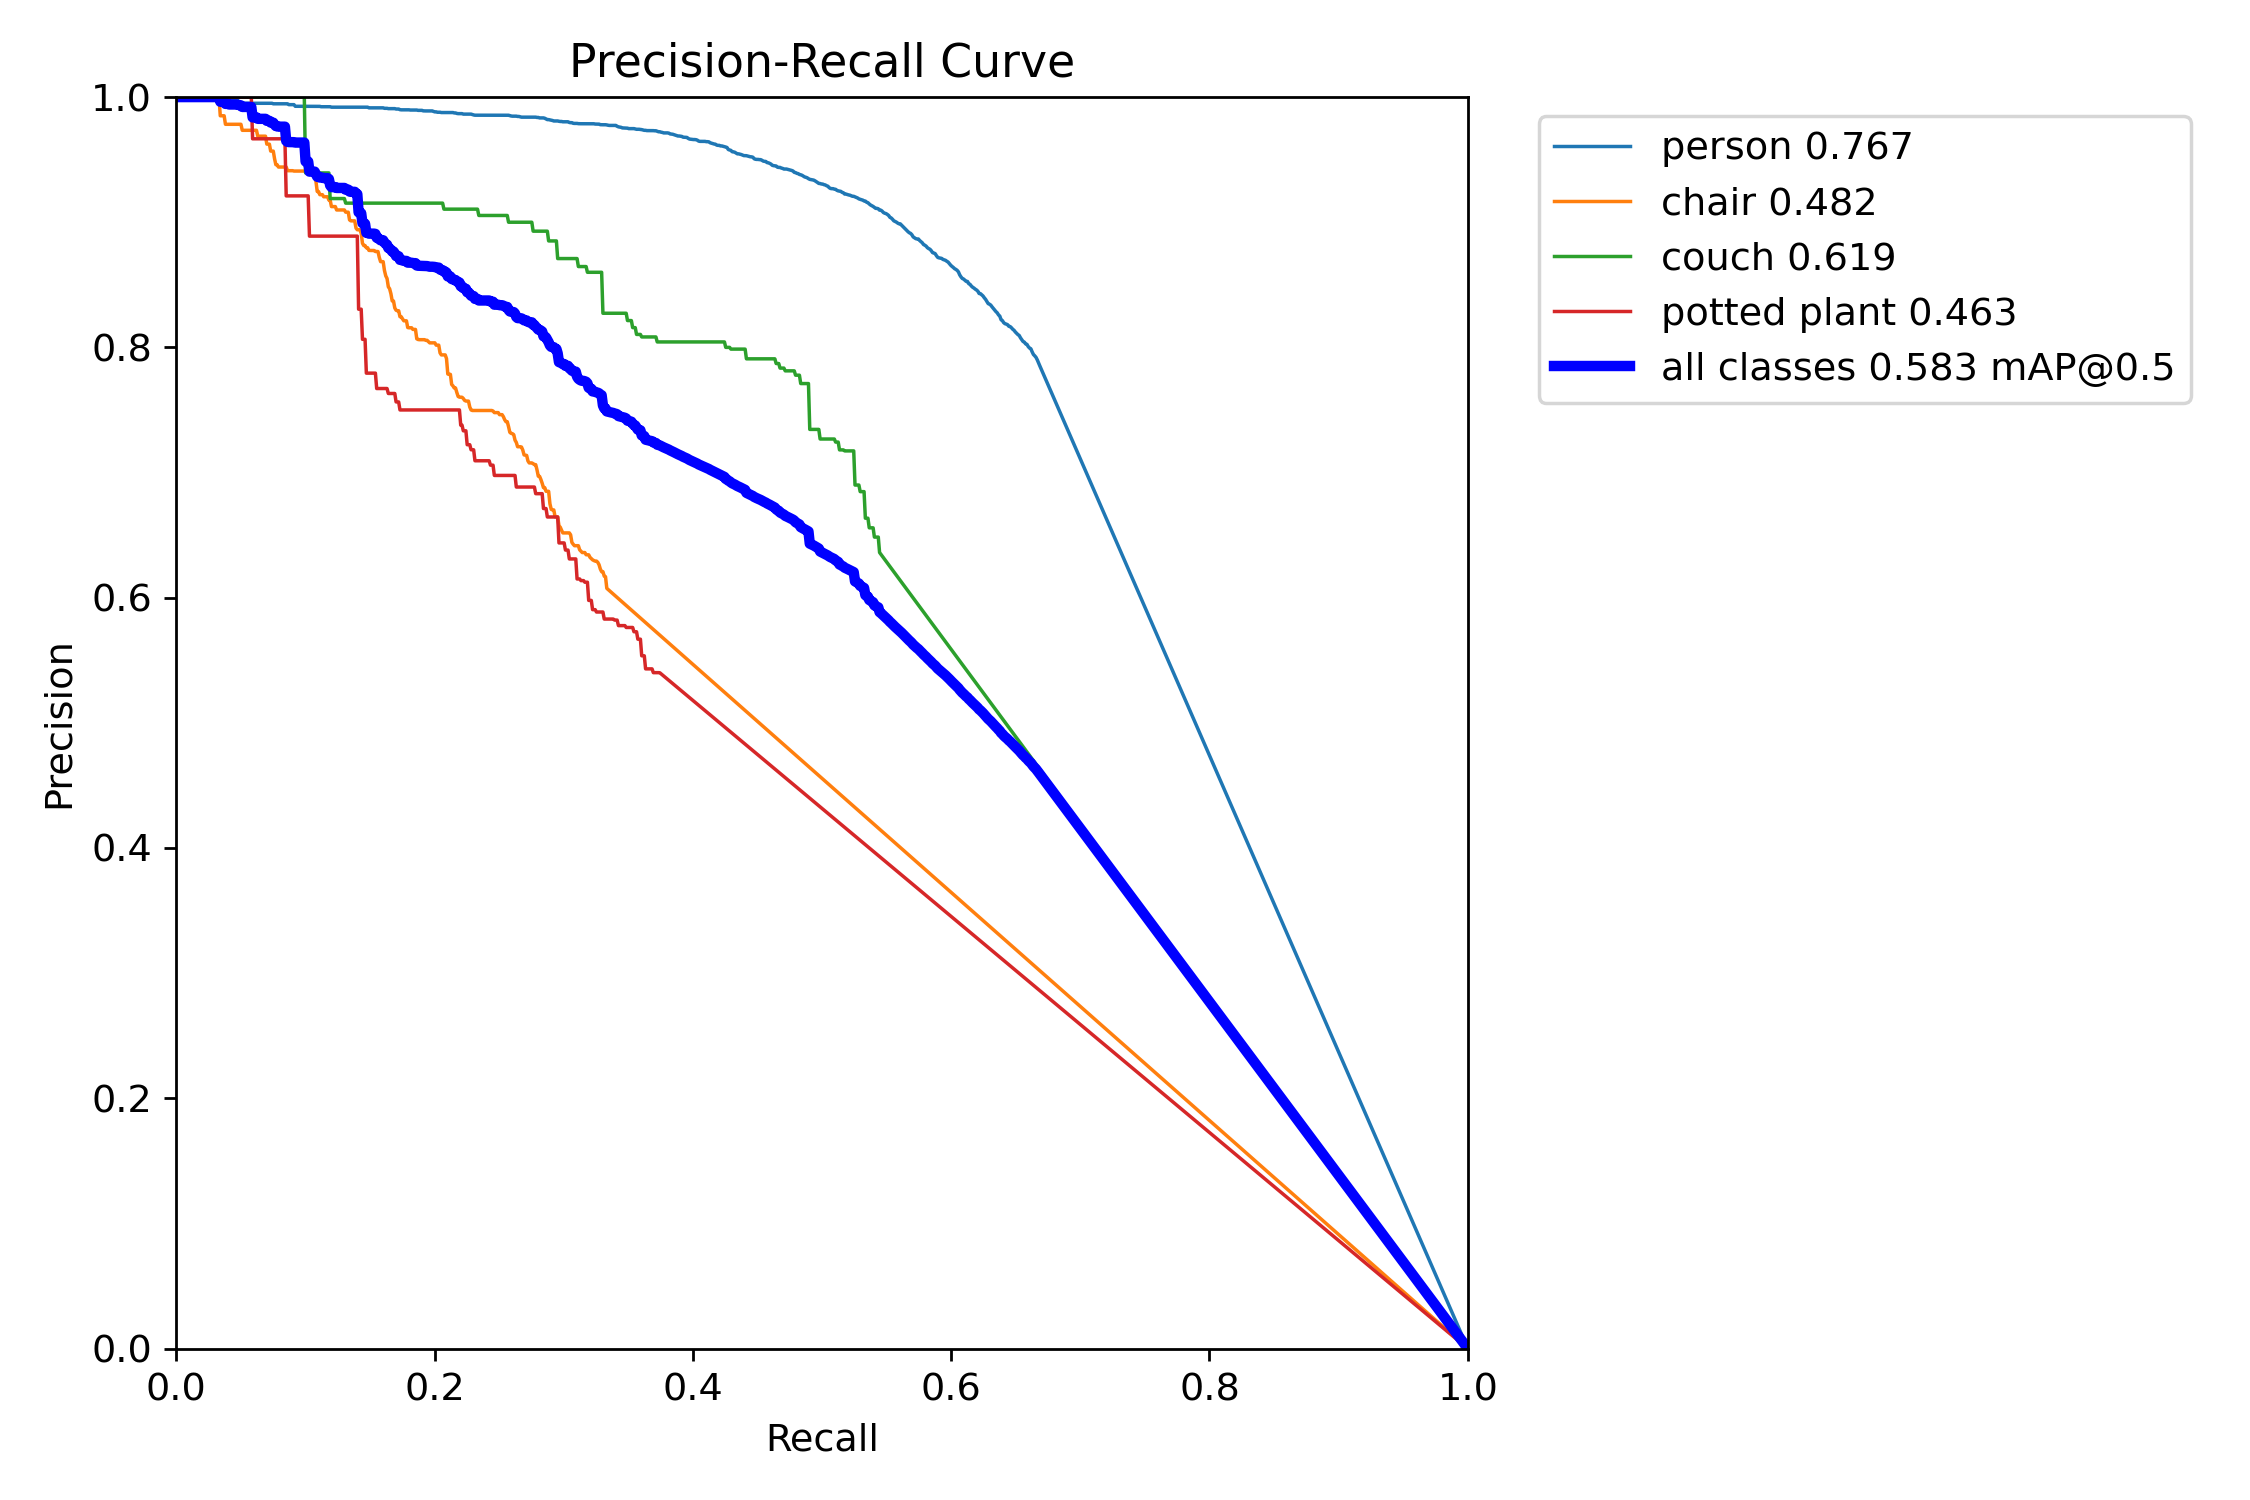 Precision-Recall Curve
1.0
0.8
0.6
0.4
0.2
0.0
Precision
0.0 0.2 0.4 0.6 0.8 1.0
Recall
person 0.767
chair 0.482
couch 0.619
potted plant 0.463
all classes 0.583 mAP@0.5